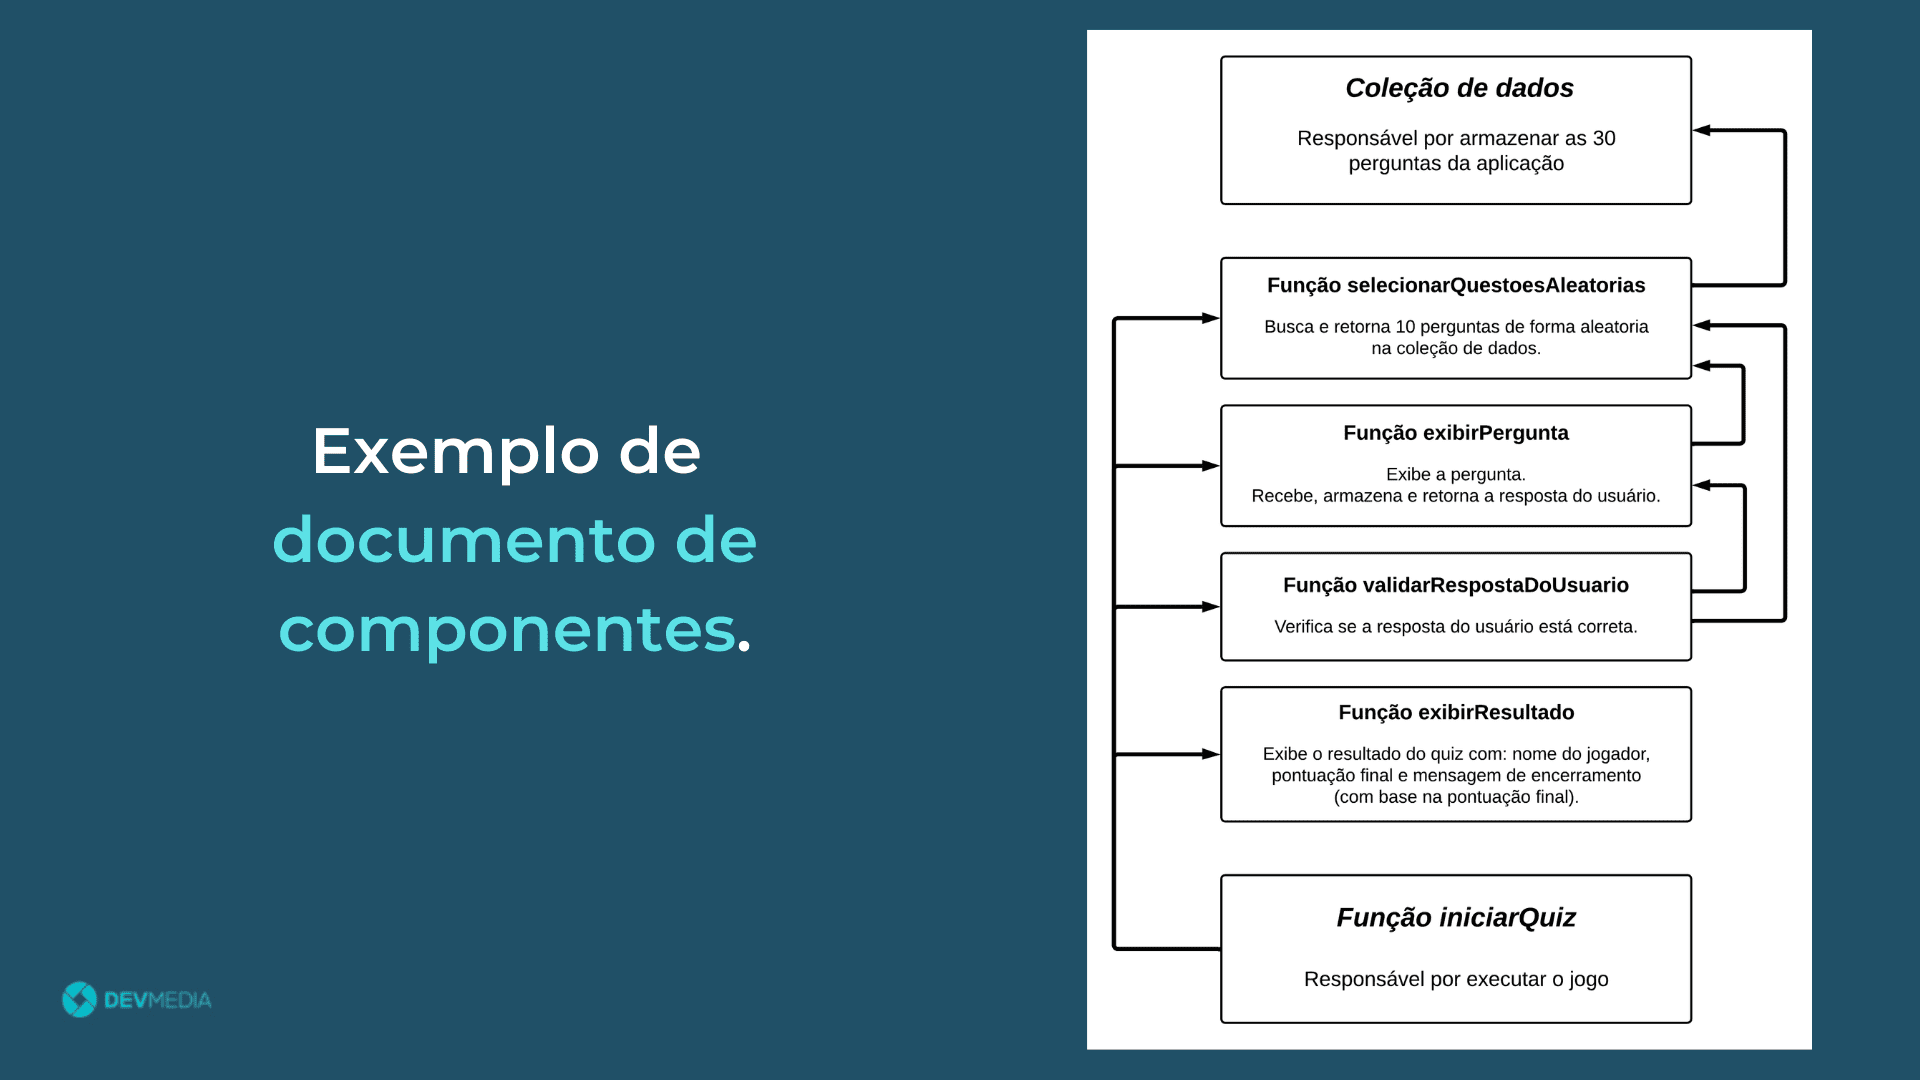 Exemplo de
documento de
componentes.
DEVMEDIA
Coleção de dados
Responsável por armazenar as 30
perguntas da aplicação
Função selecionarQuestoesAleatorias
Busca e retorna 10 perguntas de forma aleatoria
na coleção de dados.
Função exibirPergunta
Exibe a pergunta.
Recebe, armazena e retorna a resposta do usuário.
Função validarRespostaDoUsuario
Verifica se a resposta do usuário está correta.
Função exibirResultado
Exibe o resultado do quiz com: nome do jogador,
pontuação final e mensagem de encerramento
(com base na pontuação final).
Função iniciarQuiz
Responsável por executar o jogo